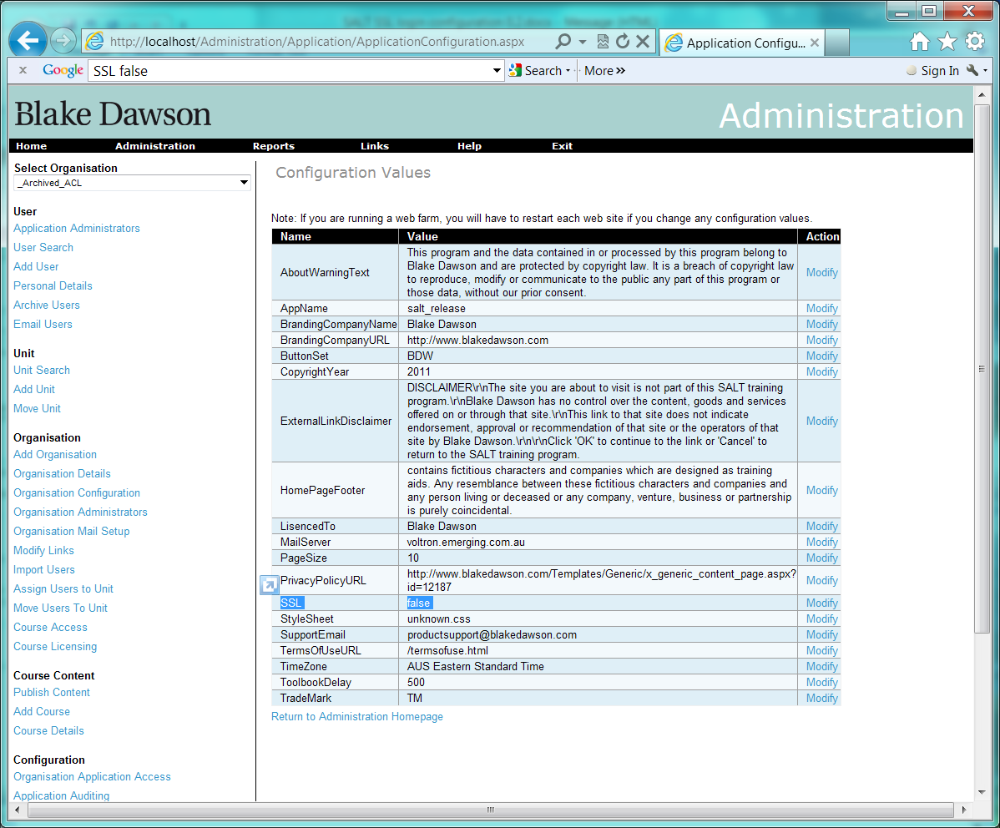 http://localhost/Administration/Application/ApplicationConfiguration.aspx
Application Configu...
x Google SSL false Search More » Sign In
Blake Dawson
Administration
Home Administration Reports Links Help Exit
Select Organisation
_Archived_ACL
User
Application Administrators
User Search
Add User
Personal Details
Archive Users
Email Users
Unit
Unit Search
Add Unit
Move Unit
Organisation
Add Organisation
Organisation Details
Organisation Configuration
Organisation Administrators
Organisation Mail Setup
Modify Links
Import Users
Assign Users to Unit
Move Users To Unit
Course Access
Course Licensing
Course Content
Publish Content
Add Course
Course Details
Configuration
Organisation Application Access
Application Auditing
Configuration Values
Note: If you are running a web farm, you will have to restart each web site if you change any configuration values.
Name Value Action
AboutWarningText This program and the data contained in or processed by this program belong to
Blake Dawson and are protected by copyright law. It is a breach of copyright law
to reproduce, modify or communicate to the public any part of this program or
those data, without our prior consent. Modify
AppName salt_release Modify
BrandingCompanyName Blake Dawson Modify
BrandingCompanyURL http://www.blakedawson.com Modify
ButtonSet BDW Modify
CopyrightYear 2011 Modify
ExternalLinkDisclaimer DISCLAIMER\r\nThe site you are about to visit is not part of this SALT training
program.\r\nBlake Dawson has no control over the content, goods and services
offered on or through that site.\r\nThis link to that site does not indicate
endorsement, approval or recommendation of that site or the operators of that
site by Blake Dawson.\r\n\r\nClick 'OK' to continue to the link or 'Cancel' to
return to the SALT training program. Modify
HomePageFooter contains fictitious characters and companies which are designed as training
aids. Any resemblance between these fictitious characters and companies and
any person living or deceased or any company, venture, business or partnership
is purely coincidental. Modify
LisencedTo Blake Dawson Modify
MailServer voltron.emerging.com.au Modify
PageSize 10 Modify
PrivacyPolicyURL http://www.blakedawson.com/Templates/Generic/x_generic_content_page.aspx?
id=12187 Modify
SSL false Modify
StyleSheet unknown.css Modify
SupportEmail productsupport@blakedawson.com Modify
TermsOfUseURL /termsofuse.html Modify
TimeZone AUS Eastern Standard Time Modify
ToolbookDelay 500 Modify
TradeMark TM Modify
Return to Administration Homepage